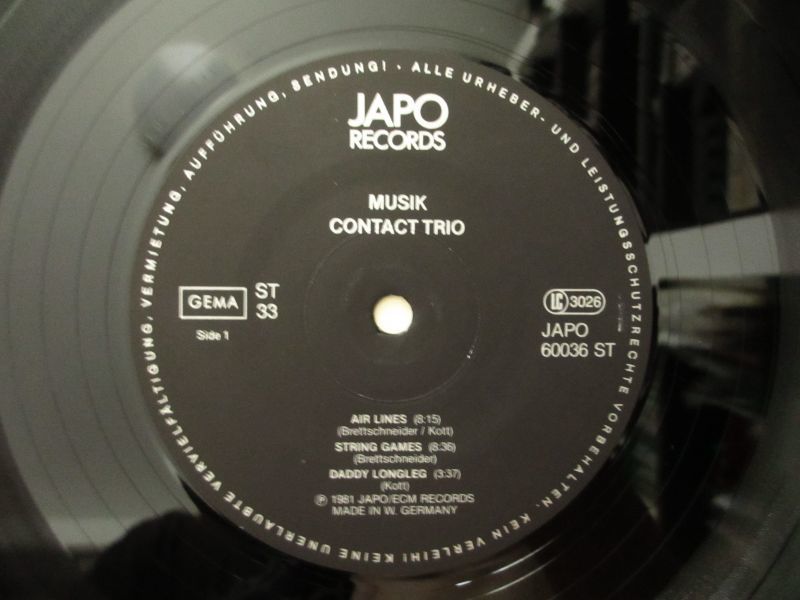 ALLE URHEBER- UND LEISTUNGSSCHUTZRECHTE VORBEHALTEN. KEIN VERLEIH! KEINE UNERLAUBTE VERVIELFÄLTIGUNG, VERMIETUNG, AUFFÜHRUNG, SENDUNG! ·
JAPO
RECORDS
MUSIK
CONTACT TRIO
GEMA
ST
33
Side 1
LC 3026
JAPO
60036 ST
AIR LINES (8:15)
(Brettschneider / Kott)
STRING GAMES (8:36)
(Brettschneider)
DADDY LONGLEG (3:37)
(Kott)
℗ 1981 JAPO/ECM RECORDS
MADE IN W. GERMANY